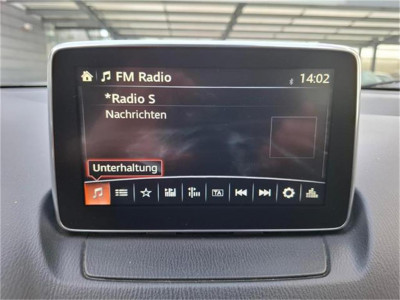 FM Radio 14:02
*Radio S
Nachrichten
Unterhaltung
TA